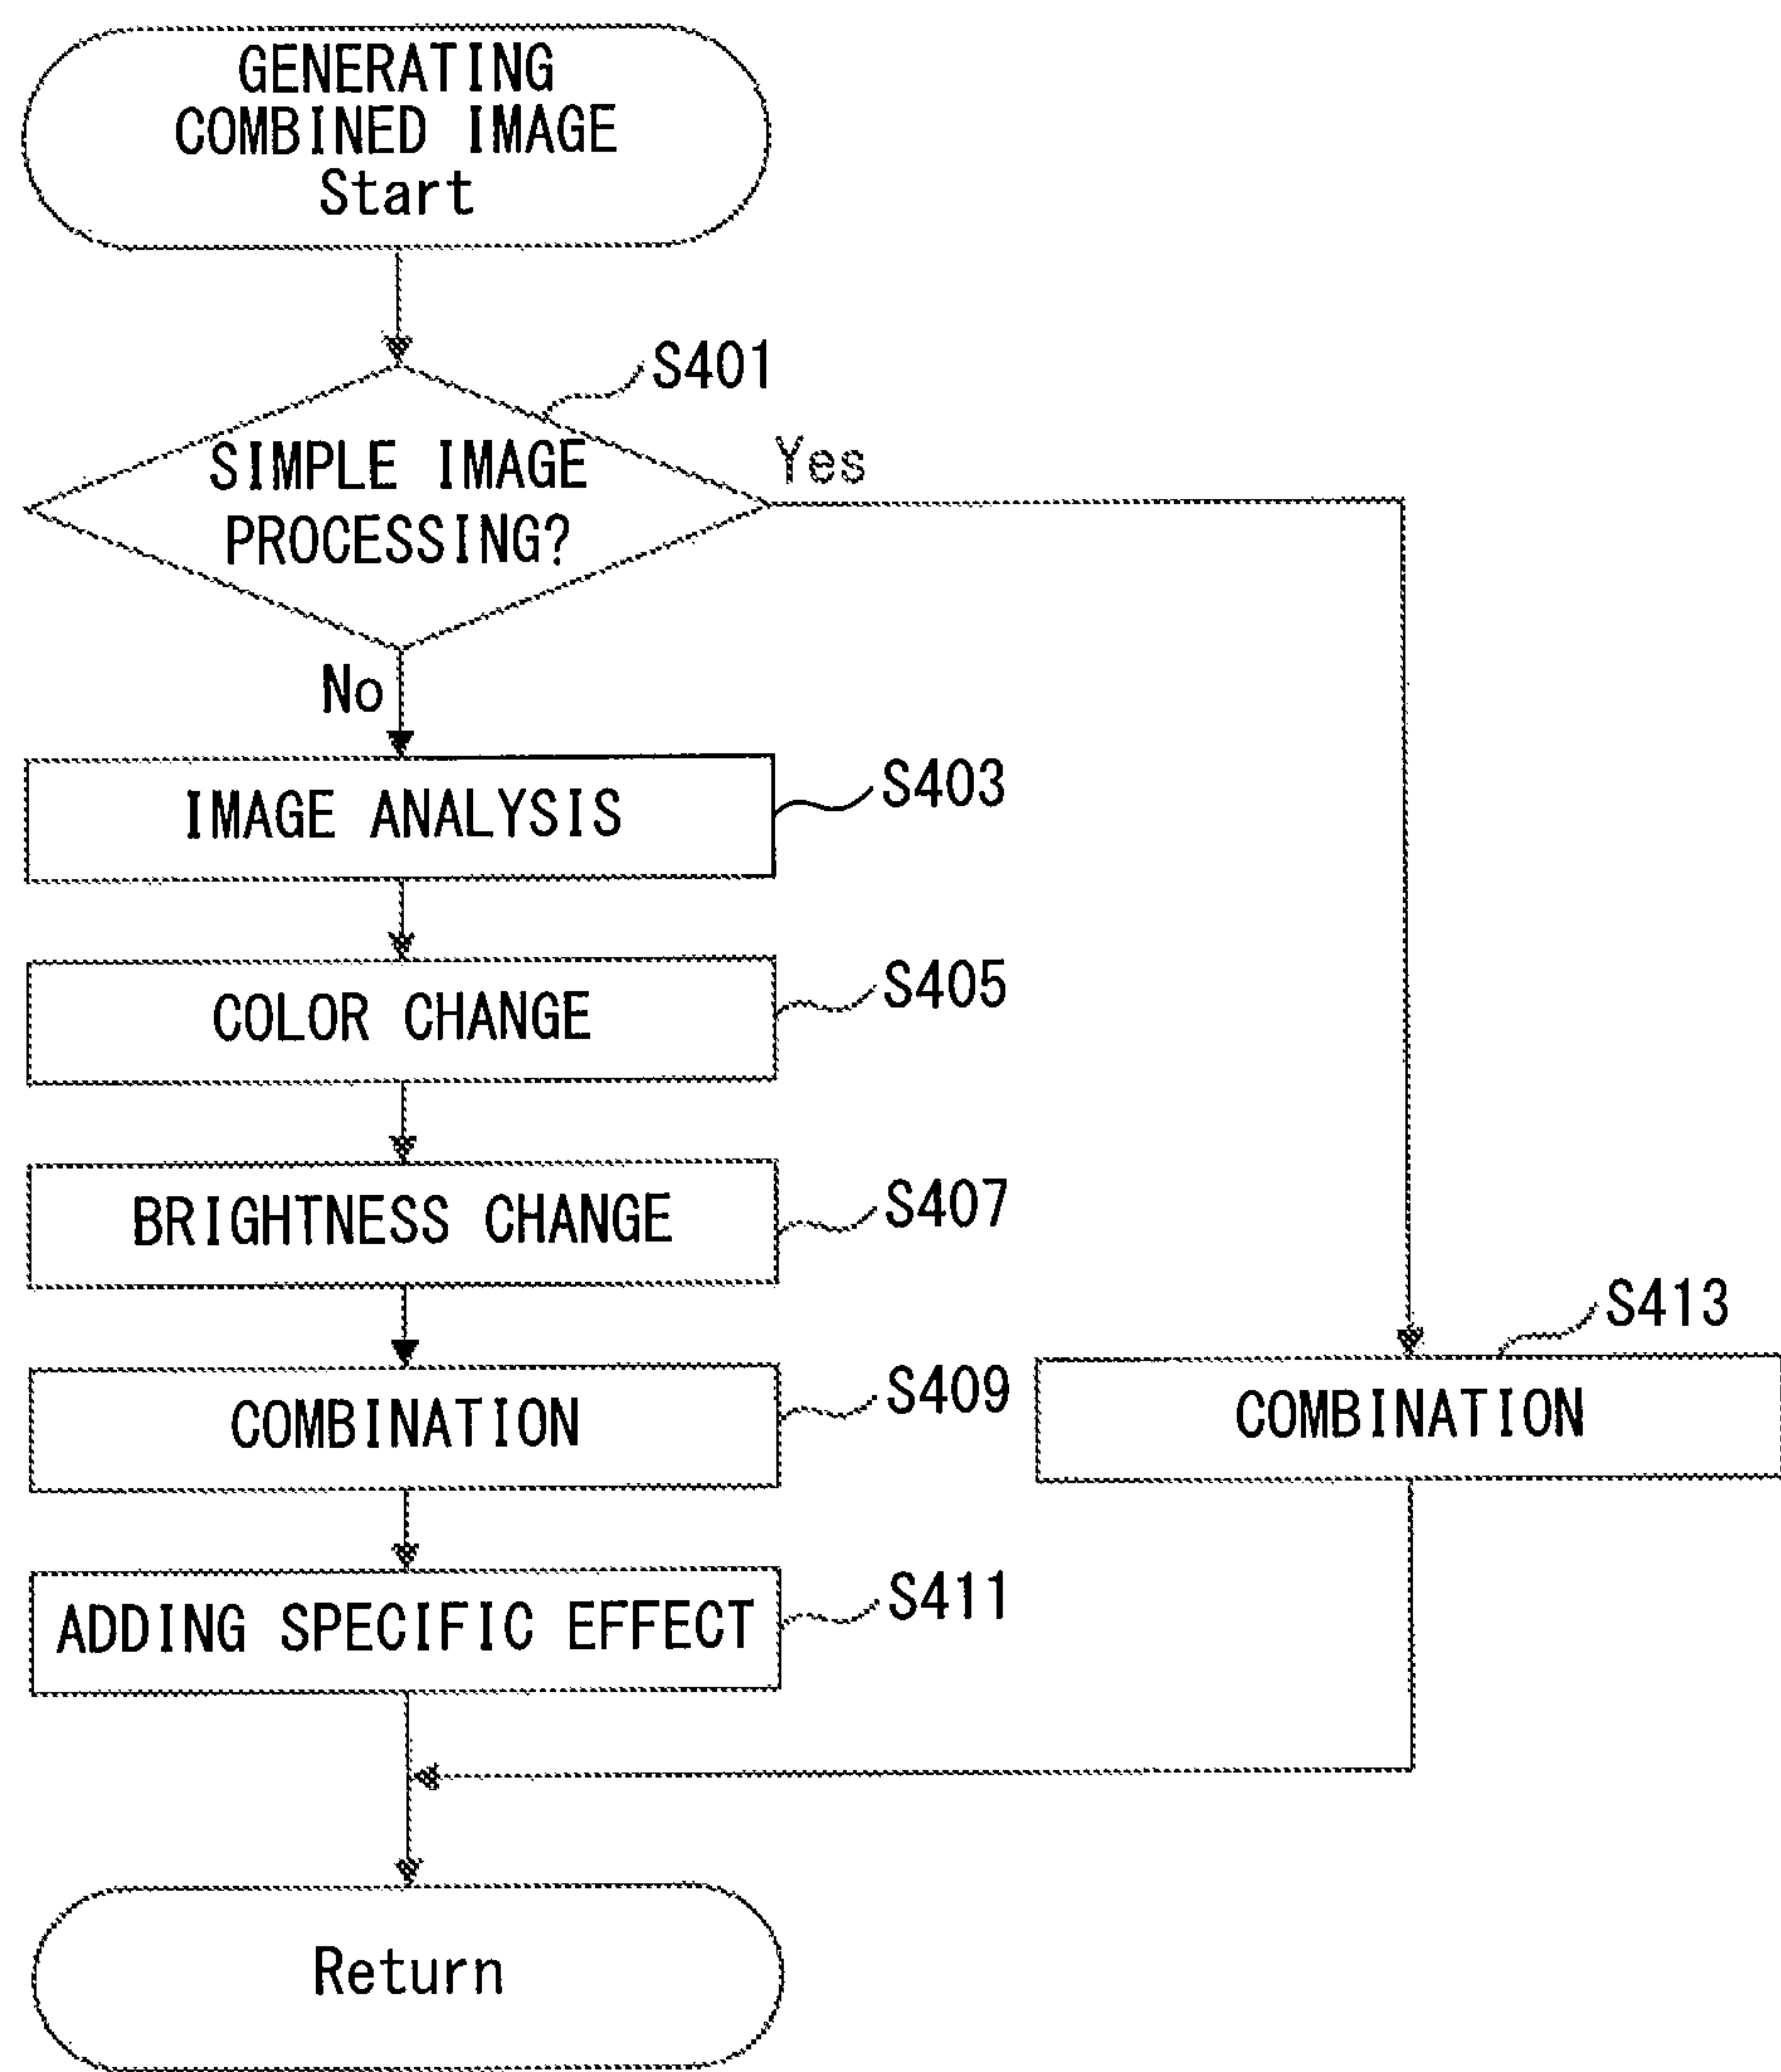 GENERATING
COMBINED IMAGE
Start
S401
SIMPLE IMAGE
PROCESSING?
Yes
No
IMAGE ANALYSIS
S403
COLOR CHANGE
S405
BRIGHTNESS CHANGE
S407
COMBINATION
S409
COMBINATION
S413
ADDING SPECIFIC EFFECT
S411
Return